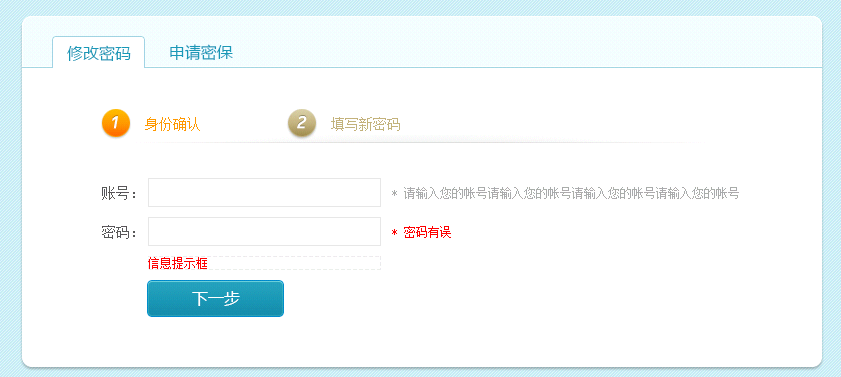 修改密码 申请密保
1 身份确认 2 填写新密码
账号： * 请输入您的帐号请输入您的帐号请输入您的帐号请输入您的帐号
密码： * 密码有误
信息提示框
下一步